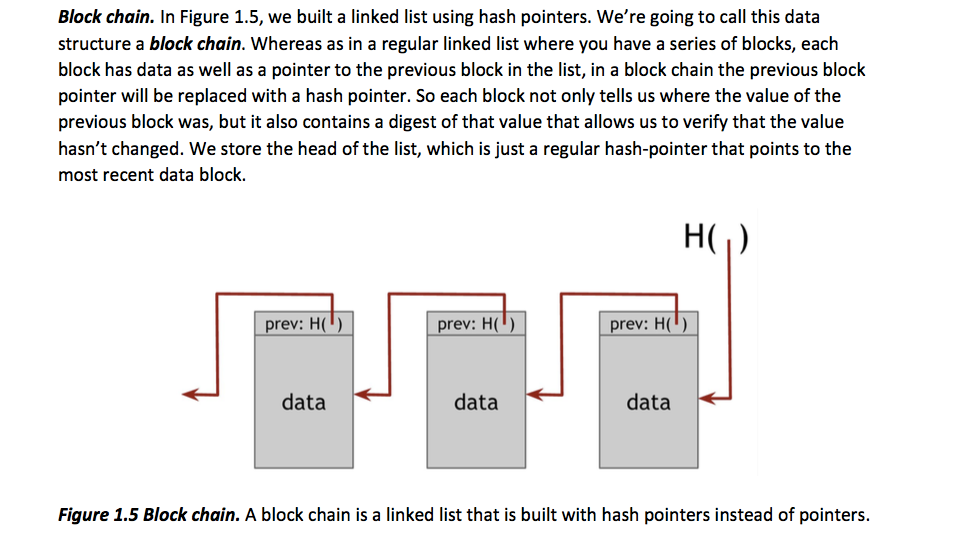 Block chain. In Figure 1.5, we built a linked list using hash pointers. We're going to call this data
structure a block chain. Whereas as in a regular linked list where you have a series of blocks, each
block has data as well as a pointer to the previous block in the list, in a block chain the previous block
pointer will be replaced with a hash pointer. So each block not only tells us where the value of the
previous block was, but it also contains a digest of that value that allows us to verify that the value
hasn't changed. We store the head of the list, which is just a regular hash-pointer that points to the
most recent data block.
H( )
prev: H( )
prev: H( )
prev: H( )
data
data
data
Figure 1.5 Block chain. A block chain is a linked list that is built with hash pointers instead of pointers.